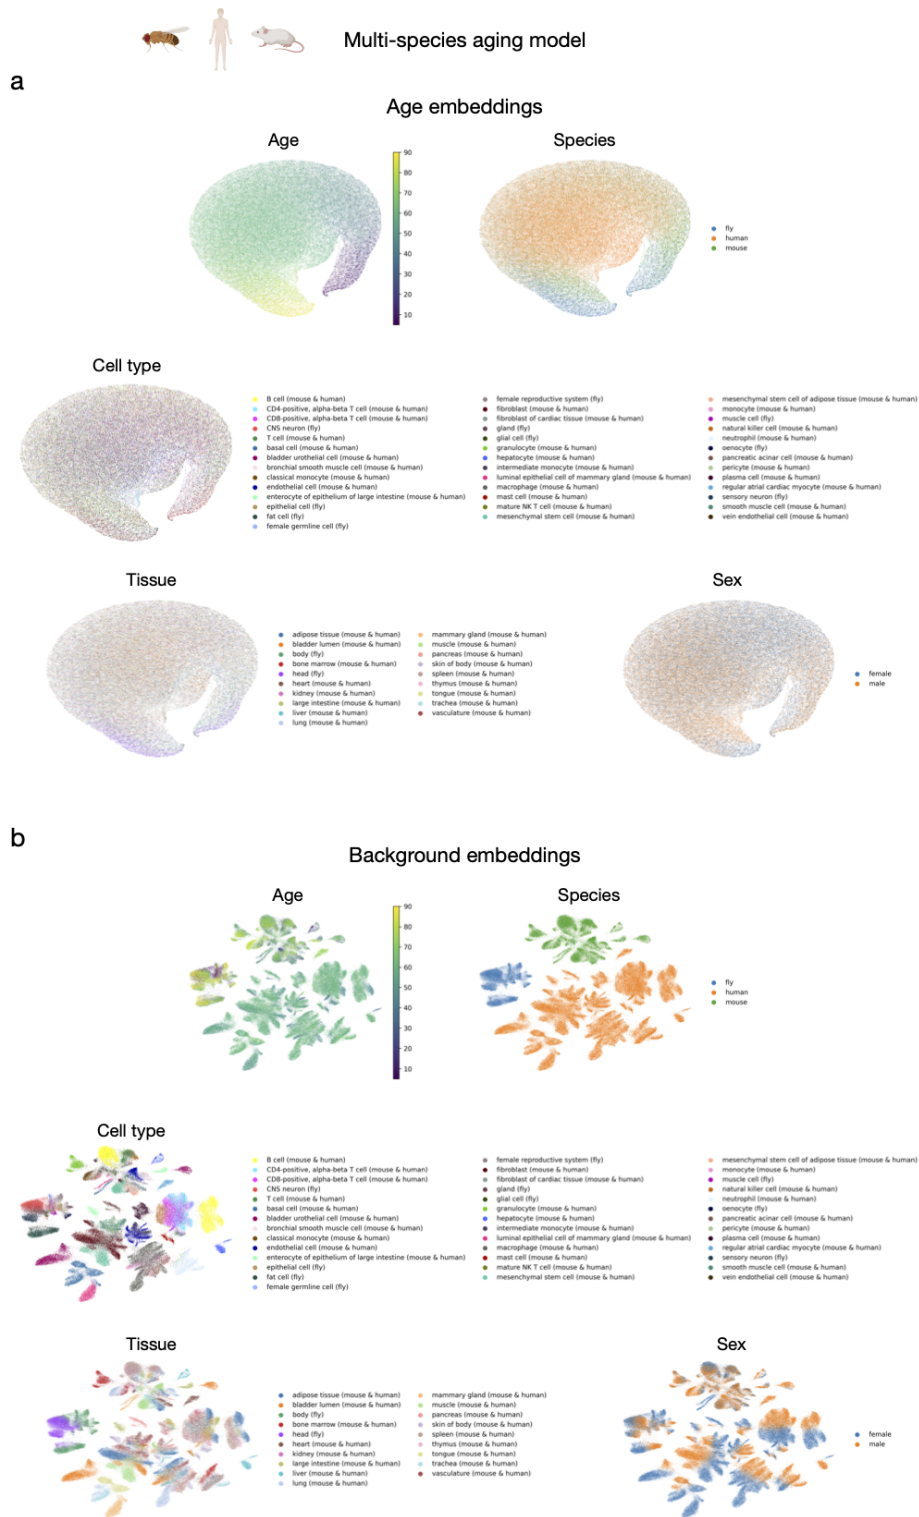 Multi-species aging model
a
Age embeddings
Age
90
80
70
60
50
40
30
20
10
Species
fly
human
mouse
Cell type
B cell (mouse & human)
CD4-positive, alpha-beta T cell (mouse & human)
CD8-positive, alpha-beta T cell (mouse & human)
CNS neuron (fly)
T cell (mouse & human)
basal cell (mouse & human)
bladder urothelial cell (mouse & human)
bronchial smooth muscle cell (mouse & human)
classical monocyte (mouse & human)
endothelial cell (mouse & human)
enterocyte of epithelium of large intestine (mouse & human)
epithelial cell (fly)
fat cell (fly)
female germline cell (fly)
female reproductive system (fly)
fibroblast (mouse & human)
fibroblast of cardiac tissue (mouse & human)
gland (fly)
glial cell (fly)
granulocyte (mouse & human)
hepatocyte (mouse & human)
intermediate monocyte (mouse & human)
luminal epithelial cell of mammary gland (mouse & human)
macrophage (mouse & human)
mast cell (mouse & human)
mature NK T cell (mouse & human)
mesenchymal stem cell (mouse & human)
mesenchymal stem cell of adipose tissue (mouse & human)
monocyte (mouse & human)
muscle cell (fly)
natural killer cell (mouse & human)
neutrophil (mouse & human)
oenocyte (fly)
pancreatic acinar cell (mouse & human)
pericyte (mouse & human)
plasma cell (mouse & human)
regular atrial cardiac myocyte (mouse & human)
sensory neuron (fly)
smooth muscle cell (mouse & human)
vein endothelial cell (mouse & human)
Tissue
adipose tissue (mouse & human)
bladder lumen (mouse & human)
body (fly)
bone marrow (mouse & human)
head (fly)
heart (mouse & human)
kidney (mouse & human)
large intestine (mouse & human)
liver (mouse & human)
lung (mouse & human)
mammary gland (mouse & human)
muscle (mouse & human)
pancreas (mouse & human)
skin of body (mouse & human)
spleen (mouse & human)
thymus (mouse & human)
tongue (mouse & human)
trachea (mouse & human)
vasculature (mouse & human)
Sex
female
male
b
Background embeddings
Age
90
80
70
60
50
40
30
20
10
Species
fly
human
mouse
Cell type
B cell (mouse & human)
CD4-positive, alpha-beta T cell (mouse & human)
CD8-positive, alpha-beta T cell (mouse & human)
CNS neuron (fly)
T cell (mouse & human)
basal cell (mouse & human)
bladder urothelial cell (mouse & human)
bronchial smooth muscle cell (mouse & human)
classical monocyte (mouse & human)
endothelial cell (mouse & human)
enterocyte of epithelium of large intestine (mouse & human)
epithelial cell (fly)
fat cell (fly)
female germline cell (fly)
female reproductive system (fly)
fibroblast (mouse & human)
fibroblast of cardiac tissue (mouse & human)
gland (fly)
glial cell (fly)
granulocyte (mouse & human)
hepatocyte (mouse & human)
intermediate monocyte (mouse & human)
luminal epithelial cell of mammary gland (mouse & human)
macrophage (mouse & human)
mast cell (mouse & human)
mature NK T cell (mouse & human)
mesenchymal stem cell (mouse & human)
mesenchymal stem cell of adipose tissue (mouse & human)
monocyte (mouse & human)
muscle cell (fly)
natural killer cell (mouse & human)
neutrophil (mouse & human)
oenocyte (fly)
pancreatic acinar cell (mouse & human)
pericyte (mouse & human)
plasma cell (mouse & human)
regular atrial cardiac myocyte (mouse & human)
sensory neuron (fly)
smooth muscle cell (mouse & human)
vein endothelial cell (mouse & human)
Tissue
adipose tissue (mouse & human)
bladder lumen (mouse & human)
body (fly)
bone marrow (mouse & human)
head (fly)
heart (mouse & human)
kidney (mouse & human)
large intestine (mouse & human)
liver (mouse & human)
lung (mouse & human)
mammary gland (mouse & human)
muscle (mouse & human)
pancreas (mouse & human)
skin of body (mouse & human)
spleen (mouse & human)
thymus (mouse & human)
tongue (mouse & human)
trachea (mouse & human)
vasculature (mouse & human)
Sex
female
male